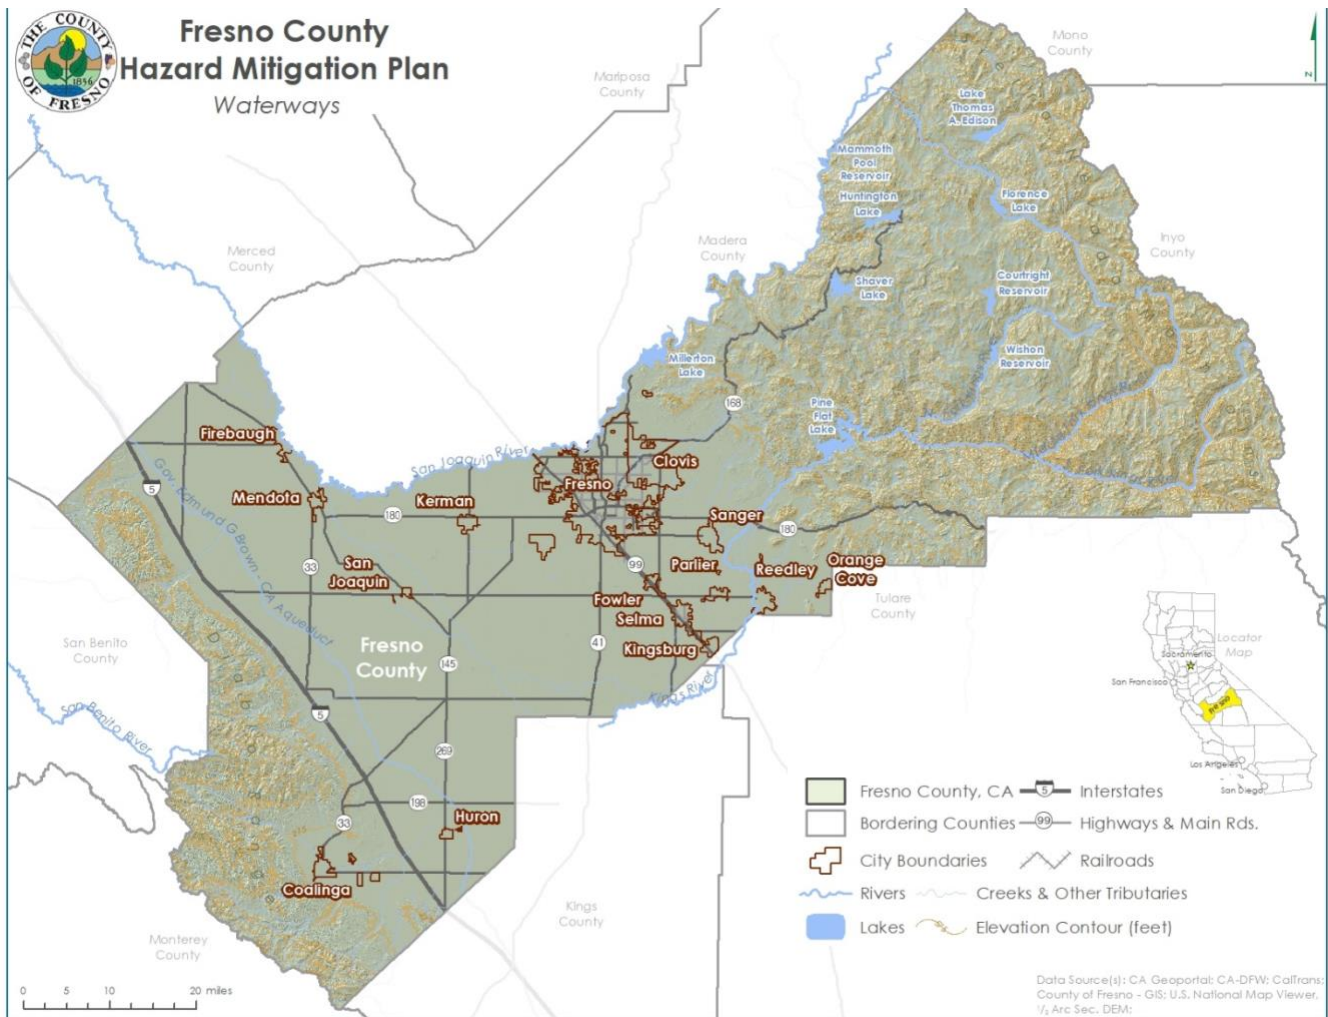 THE COUNTY
OF FRESNO
1856
Fresno County
Hazard Mitigation Plan
Waterways
N
Mono
County
Mariposa
County
Lake
Thomas
A. Edison
Mammoth
Pool
Reservoir
Huntington
Lake
Florence
Lake
Merced
County
Madera
County
Inyo
County
Shaver
Lake
Courtright
Reservoir
Millerton
Lake
Wishon
Reservoir
168
Pine
Flat
Lake
Firebaugh
San Joaquin River
Clovis
5
Mendota
Kerman
Fresno
180
Sanger
180
Gov. Edmund G Brown - CA Aqueduct
33
San
Joaquin
99
Parlier
Reedley
Orange
Cove
Fowler
Selma
Tulare
County
San Benito
County
Fresno
County
41
Kingsburg
145
Kings River
San Benito River
5
269
198
33
Huron
Coalinga
Kings
County
Monterey
County
Locator
Map
Sacramento
San Francisco
Fresno
Los Angeles
San Diego
Fresno County, CA
5
Interstates
Bordering Counties
99
Highways & Main Rds.
City Boundaries
Railroads
Rivers
Creeks & Other Tributaries
Lakes
Elevation Contour (feet)
0 5 10 20 miles
Data Source(s): CA Geoportal; CA-DFW; CalTrans;
County of Fresno - GIS; U.S. National Map Viewer,
1/3 Arc Sec. DEM;